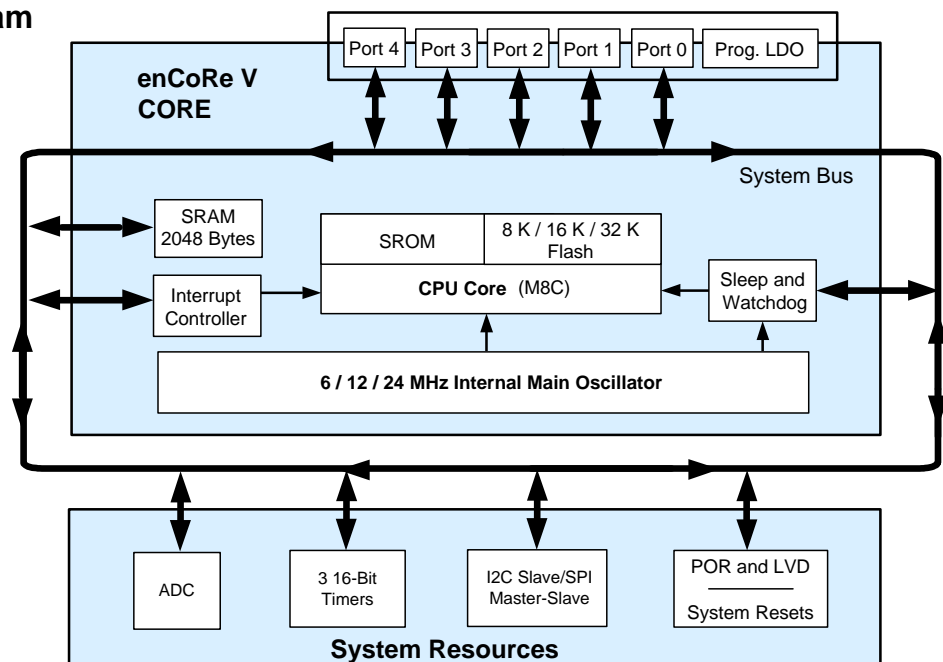 am
Port 4
Port 3
Port 2
Port 1
Port 0
Prog. LDO
enCoRe V
CORE
System Bus
SRAM
2048 Bytes
SROM
8 K / 16 K / 32 K
Flash
CPU Core (M8C)
Interrupt
Controller
Sleep and
Watchdog
6 / 12 / 24 MHz Internal Main Oscillator
ADC
3 16-Bit
Timers
I2C Slave/SPI
Master-Slave
POR and LVD
System Resets
System Resources